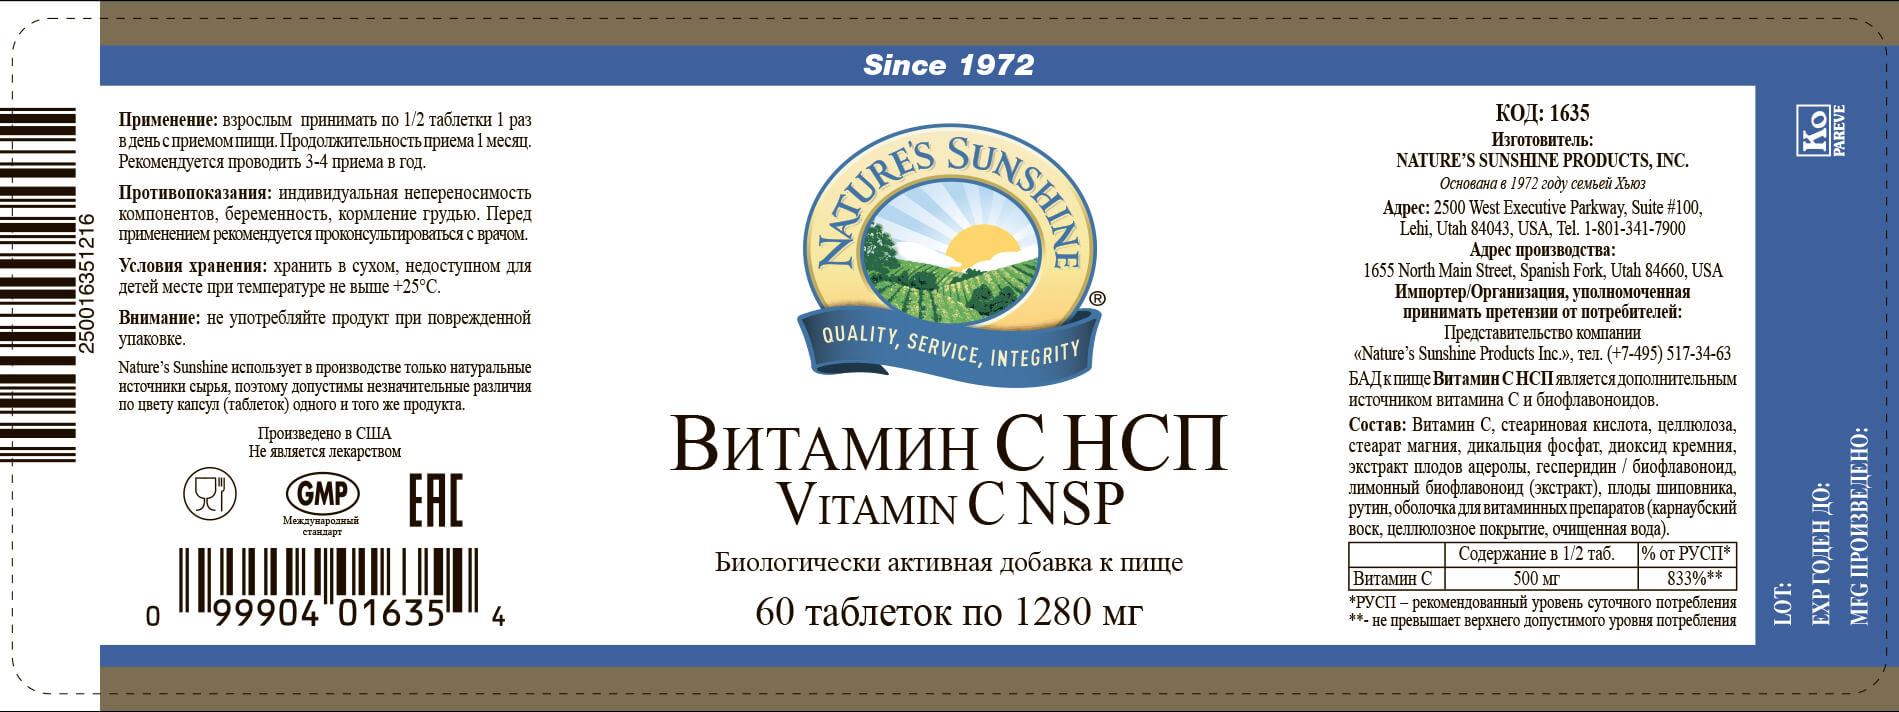 Since 1972
250016351216
Применение: взрослым принимать по 1/2 таблетки 1 раз
в день с приемом пищи. Продолжительность приема 1 месяц.
Рекомендуется проводить 3-4 приема в год.
Противопоказания: индивидуальная непереносимость
компонентов, беременность, кормление грудью. Перед
применением рекомендуется проконсультироваться с врачом.
Условия хранения: хранить в сухом, недоступном для
детей месте при температуре не выше +25°С.
Внимание: не употребляйте продукт при поврежденной
упаковке.
Nature's Sunshine использует в производстве только натуральные
источники сырья, поэтому допустимы незначительные различия
по цвету капсул (таблеток) одного и того же продукта.
Произведено в США
Не является лекарством
GMP
Международный
стандарт
EAC
0 99904 01635 4
NATURE'S SUNSHINE
®
QUALITY, SERVICE, INTEGRITY
ВИТАМИН С НСП
VITAMIN C NSP
Биологически активная добавка к пище
60 таблеток по 1280 мг
КОД: 1635
Изготовитель:
NATURE'S SUNSHINE PRODUCTS, INC.
Основана в 1972 году семьей Хьюз
Адрес: 2500 West Executive Parkway, Suite #100,
Lehi, Utah 84043, USA, Tel. 1-801-341-7900
Адрес производства:
1655 North Main Street, Spanish Fork, Utah 84660, USA
Импортер/Организация, уполномоченная
принимать претензии от потребителей:
Представительство компании
«Nature's Sunshine Products Inc.», тел. (+7-495) 517-34-63
БАД к пище Витамин С НСП является дополнительным
источником витамина С и биофлавоноидов.
Состав: Витамин С, стеариновая кислота, целлюлоза,
стеарат магния, дикальция фосфат, диоксид кремния,
экстракт плодов ацеролы, гесперидин / биофлавоноид,
лимонный биофлавоноид (экстракт), плоды шиповника,
рутин, оболочка для витаминных препаратов (карнаубский
воск, целлюлозное покрытие, очищенная вода).
Содержание в 1/2 таб. % от РУСП*
Витамин С 500 мг 833%**
*РУСП – рекомендованный уровень суточного потребления
**- не превышает верхнего допустимого уровня потребления
Ko
PAREVE
LOT:
EXP ГОДЕН ДО:
MFG ПРОИЗВЕДЕНО: